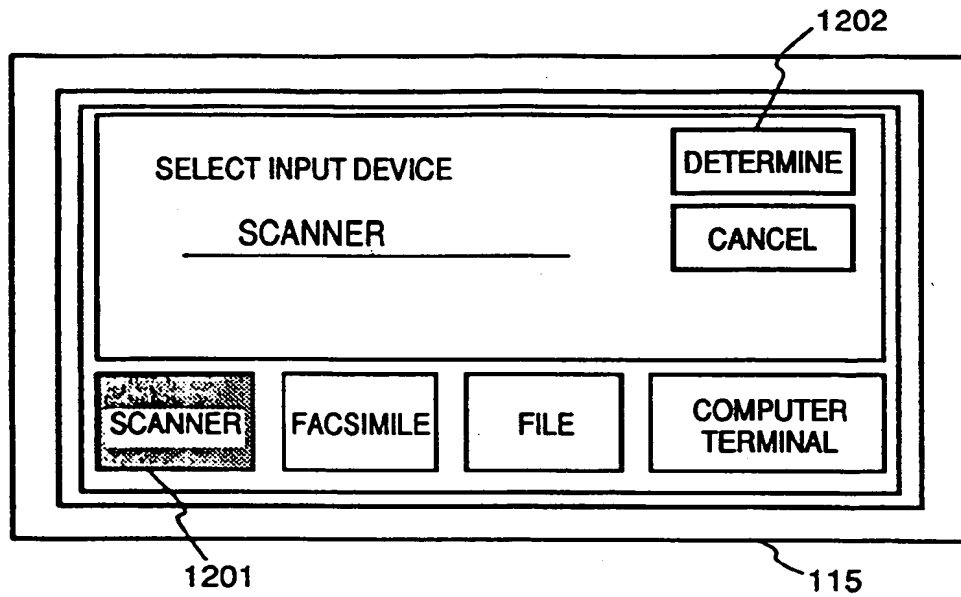 1202
SELECT INPUT DEVICE
DETERMINE
SCANNER
CANCEL
SCANNER
FACSIMILE
FILE
COMPUTER
TERMINAL
1201
115